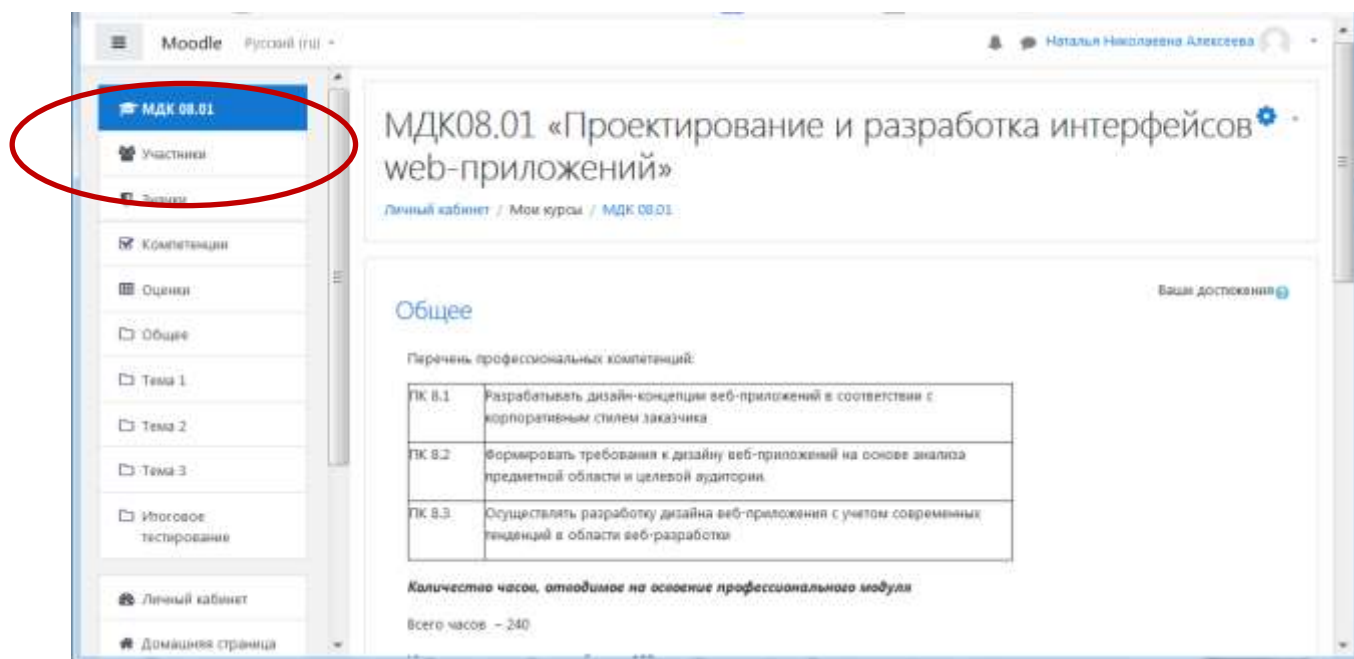 Moodle Русский (ru)
Наталья Николаевна Алексеева
МДК 08.01
Участники
Значки
Компетенции
Оценки
Общее
Тема 1
Тема 2
Тема 3
Итоговое
тестирование
Личный кабинет
Домашняя страница
МДК08.01 «Проектирование и разработка интерфейсов
web-приложений»
Личный кабинет / Мои курсы / МДК 08.01
Ваши достижения
Общее
Перечень профессиональных компетенций:
ПК 8.1 Разрабатывать дизайн-концепции веб-приложений в соответствии с
корпоративным стилем заказчика
ПК 8.2 Формировать требования к дизайну веб-приложений на основе анализа
предметной области и целевой аудитории.
ПК 8.3 Осуществлять разработку дизайна веб-приложения с учетом современных
тенденций в области веб-разработки
Количество часов, отводимое на освоение профессионального модуля
Всего часов – 240